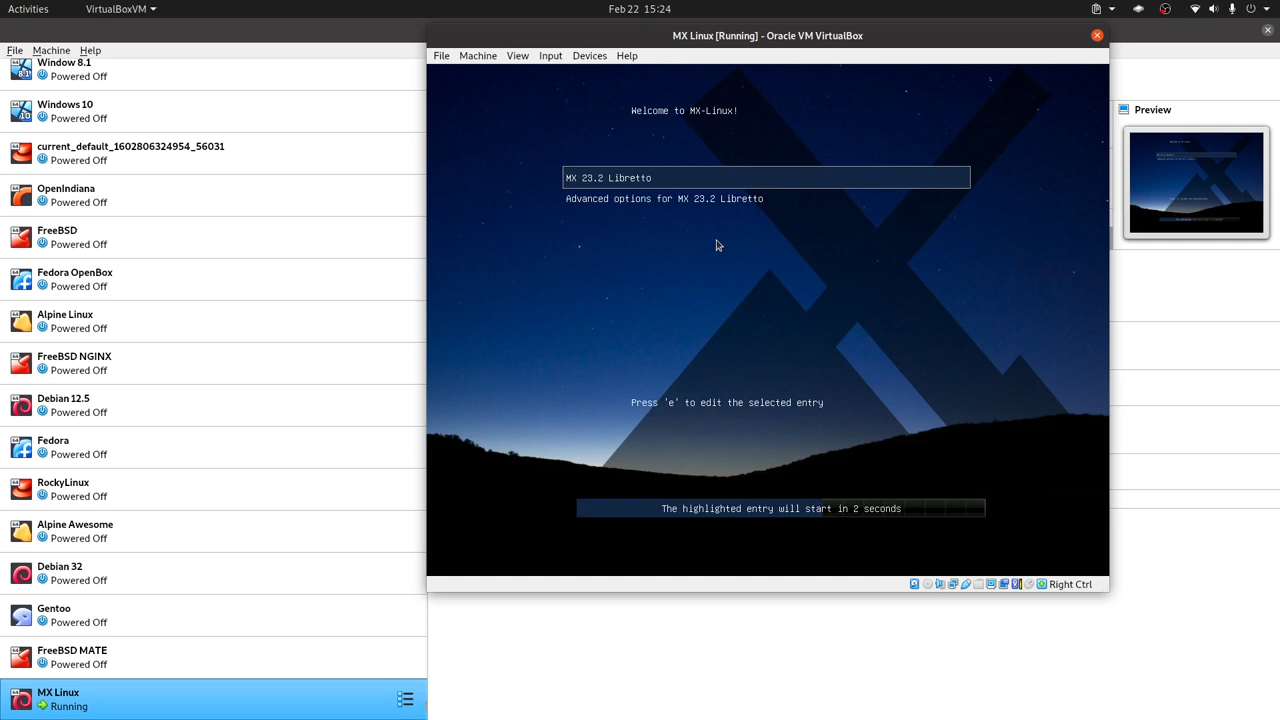 Activities
VirtualBoxVM
Feb 22 15:24
File Machine Help
Window 8.1
Powered Off
Windows 10
Powered Off
current_default_1602806324954_56031
Powered Off
OpenIndiana
Powered Off
FreeBSD
Powered Off
Fedora OpenBox
Powered Off
Alpine Linux
Powered Off
FreeBSD NGINX
Powered Off
Debian 12.5
Powered Off
Fedora
Powered Off
RockyLinux
Powered Off
Alpine Awesome
Powered Off
Debian 32
Powered Off
Gentoo
Powered Off
FreeBSD MATE
Powered Off
MX Linux
Running
MX Linux [Running] - Oracle VM VirtualBox
File Machine View Input Devices Help
Welcome to MX-Linux!
MX 23.2 Libretto
Advanced options for MX 23.2 Libretto
Press 'e' to edit the selected entry
The highlighted entry will start in 2 seconds
Right Ctrl
Preview